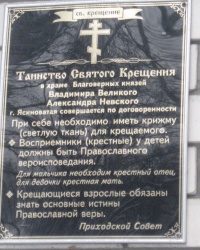 св. крещение
Таинство Святого Крещения
в храме Благоверных князей
Владимира Великого
Александра Невского
г. Ясиноватая совершается по договоренности
При себе необходимо иметь крижму
(светлую ткань) для крещаемого.
Восприемники (крестные) у детей
должны быть Православного
вероисповедания.
Для мальчика необходим крестный отец,
для девочки крестная мать.
Крещающиеся взрослые обязаны
знать основные истины
Православной веры.
Приходской Совет